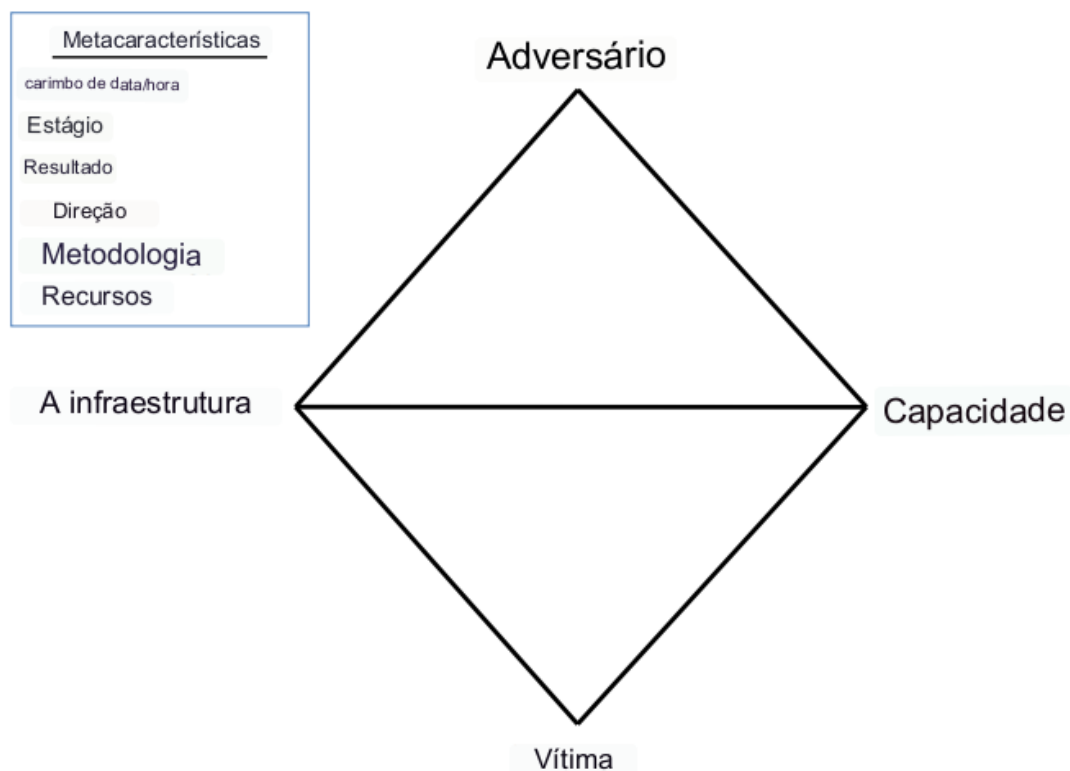 Metacaracterísticas
carimbo de data/hora
Estágio
Resultado
Direção
Metodologia
Recursos
Adversário
A infraestrutura
Capacidade
Vítima